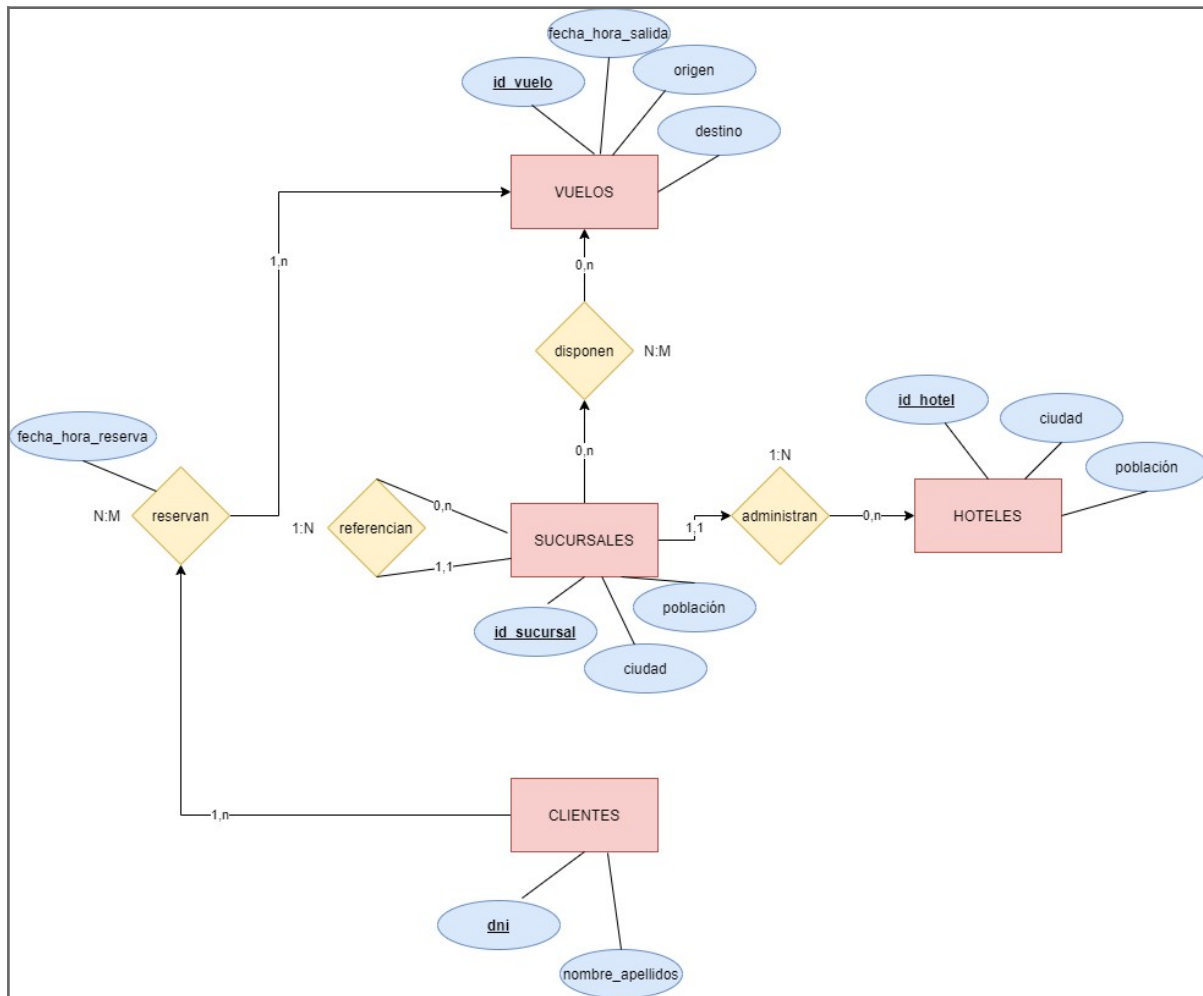 fecha_hora_salida
id_vuelo
origen
destino
VUELOS
1,n
0,n
disponen
N:M
id_hotel
ciudad
población
fecha_hora_reserva
0,n
1:N
N:M
reservan
1:N
referencian
0,n
1,1
SUCURSALES
1,1
administran
0,n
HOTELES
población
id_sucursal
ciudad
1,n
CLIENTES
dni
nombre_apellidos